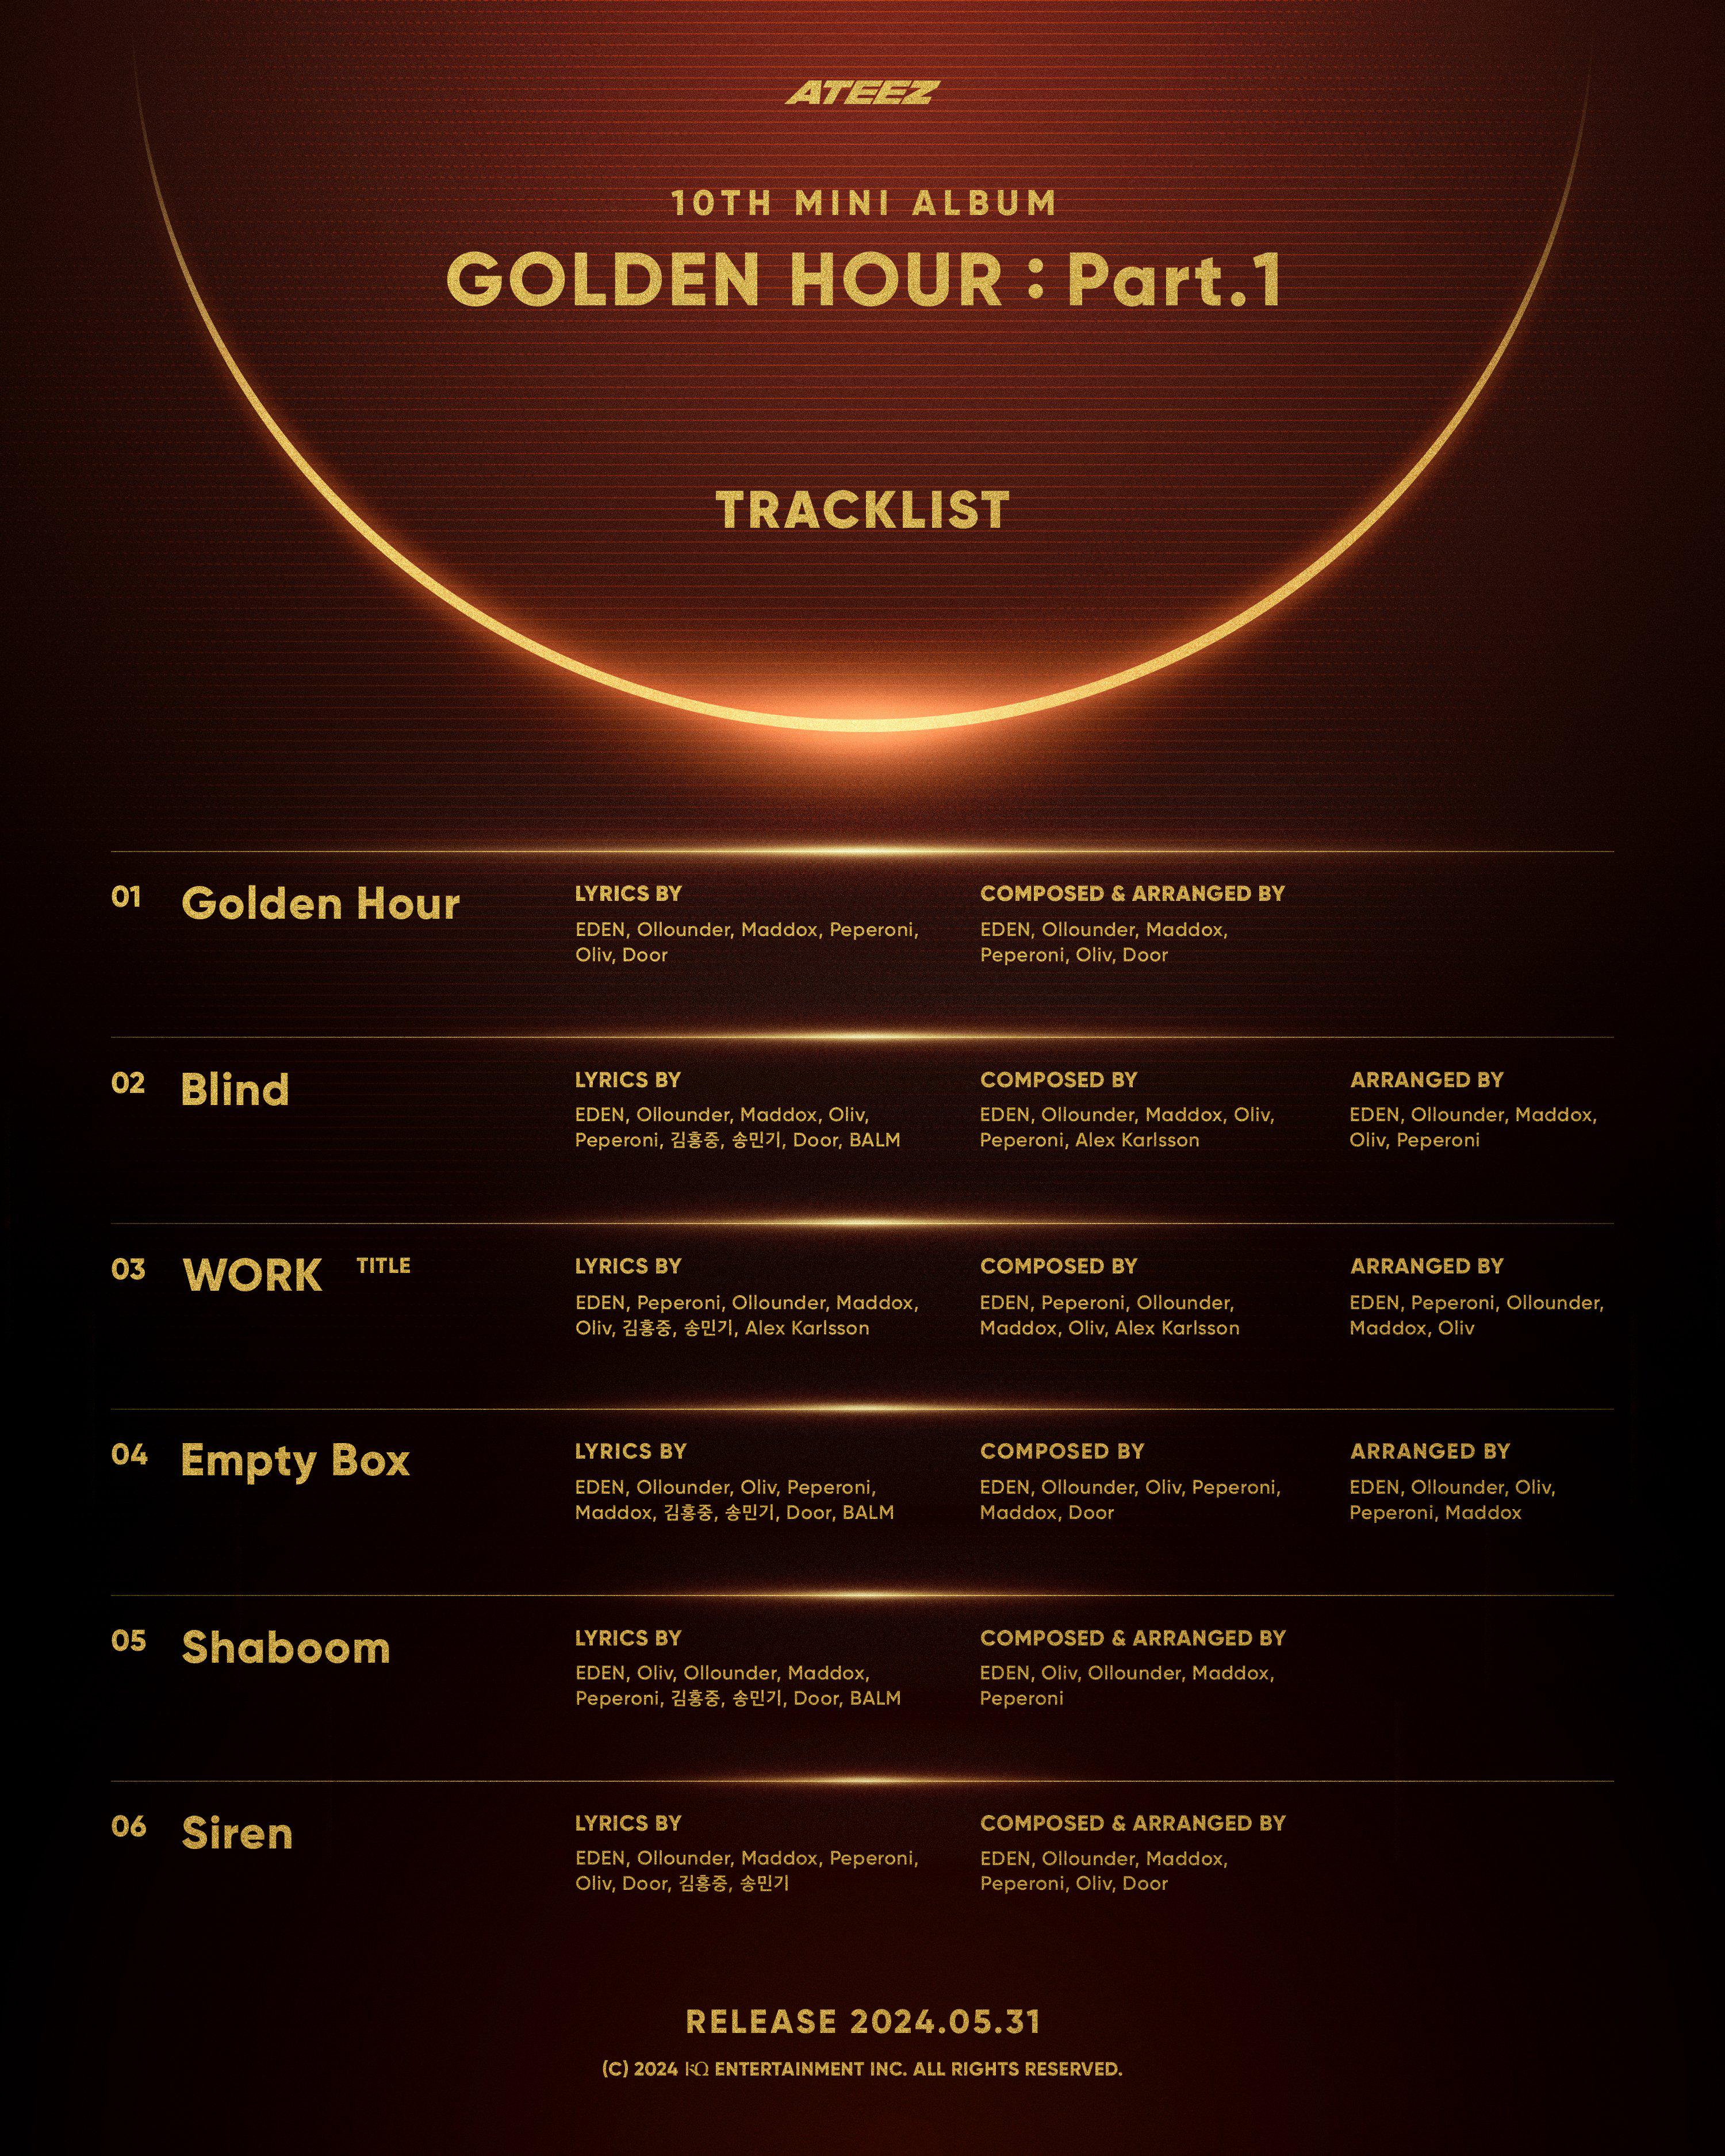 ATEEZ
10TH MINI ALBUM
GOLDEN HOUR : Part.1
TRACKLIST
01 Golden Hour
LYRICS BY
EDEN, Ollounder, Maddox, Peperoni,
Oliv, Door
COMPOSED & ARRANGED BY
EDEN, Ollounder, Maddox,
Peperoni, Oliv, Door
02 Blind
LYRICS BY
EDEN, Ollounder, Maddox, Oliv,
Peperoni, 김홍중, 송민기, Door, BALM
COMPOSED BY
EDEN, Ollounder, Maddox, Oliv,
Peperoni, Alex Karlsson
ARRANGED BY
EDEN, Ollounder, Maddox,
Oliv, Peperoni
03 WORK TITLE
LYRICS BY
EDEN, Peperoni, Ollounder, Maddox,
Oliv, 김홍중, 송민기, Alex Karlsson
COMPOSED BY
EDEN, Peperoni, Ollounder,
Maddox, Oliv, Alex Karlsson
ARRANGED BY
EDEN, Peperoni, Ollounder,
Maddox, Oliv
04 Empty Box
LYRICS BY
EDEN, Ollounder, Oliv, Peperoni,
Maddox, 김홍중, 송민기, Door, BALM
COMPOSED BY
EDEN, Ollounder, Oliv, Peperoni,
Maddox, Door
ARRANGED BY
EDEN, Ollounder, Oliv,
Peperoni, Maddox
05 Shaboom
LYRICS BY
EDEN, Oliv, Ollounder, Maddox,
Peperoni, 김홍중, 송민기, Door, BALM
COMPOSED & ARRANGED BY
EDEN, Oliv, Ollounder, Maddox,
Peperoni
06 Siren
LYRICS BY
EDEN, Ollounder, Maddox, Peperoni,
Oliv, Door, 김홍중, 송민기
COMPOSED & ARRANGED BY
EDEN, Ollounder, Maddox,
Peperoni, Oliv, Door
RELEASE 2024.05.31
(C) 2024 KQ ENTERTAINMENT INC. ALL RIGHTS RESERVED.